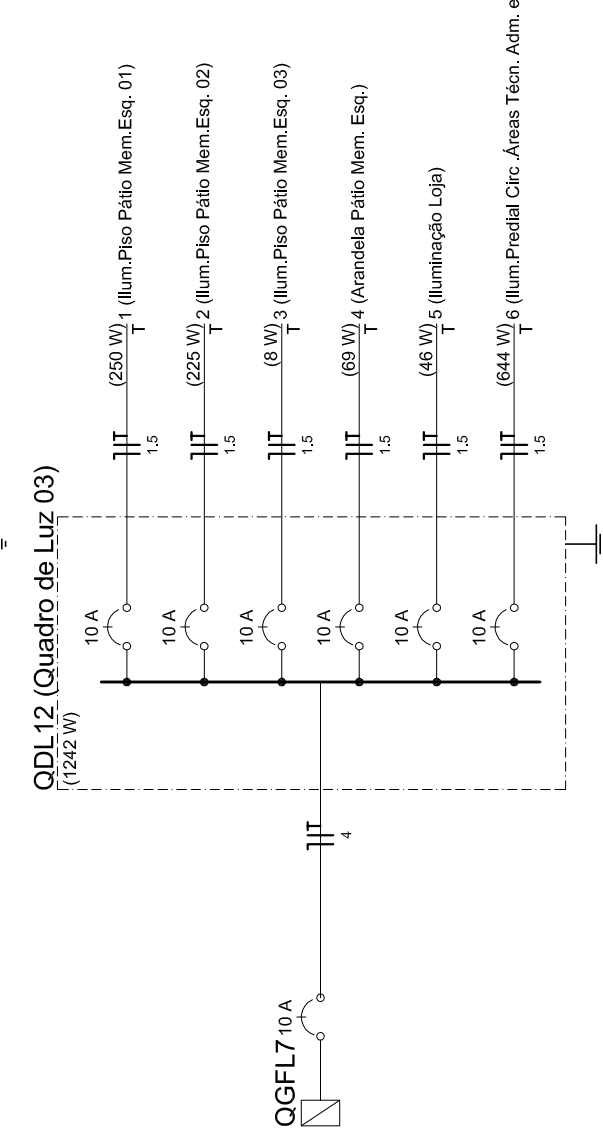 QDL12 (Quadro de Luz 03)
(1242 W)
QGFL7
10 A
4
10 A
1.5
(250 W)
1 (Ilum.Piso Pátio Mem.Esq. 01)
T
10 A
1.5
(225 W)
2 (Ilum.Piso Pátio Mem.Esq. 02)
T
10 A
1.5
(8 W)
3 (Ilum.Piso Pátio Mem.Esq. 03)
T
10 A
1.5
(69 W)
4 (Arandela Pátio Mem. Esq.)
T
10 A
1.5
(46 W)
5 (Iluminação Loja)
T
10 A
1.5
(644 W)
6 (Ilum.Predial Circ .Áreas Técn. Adm. e
T